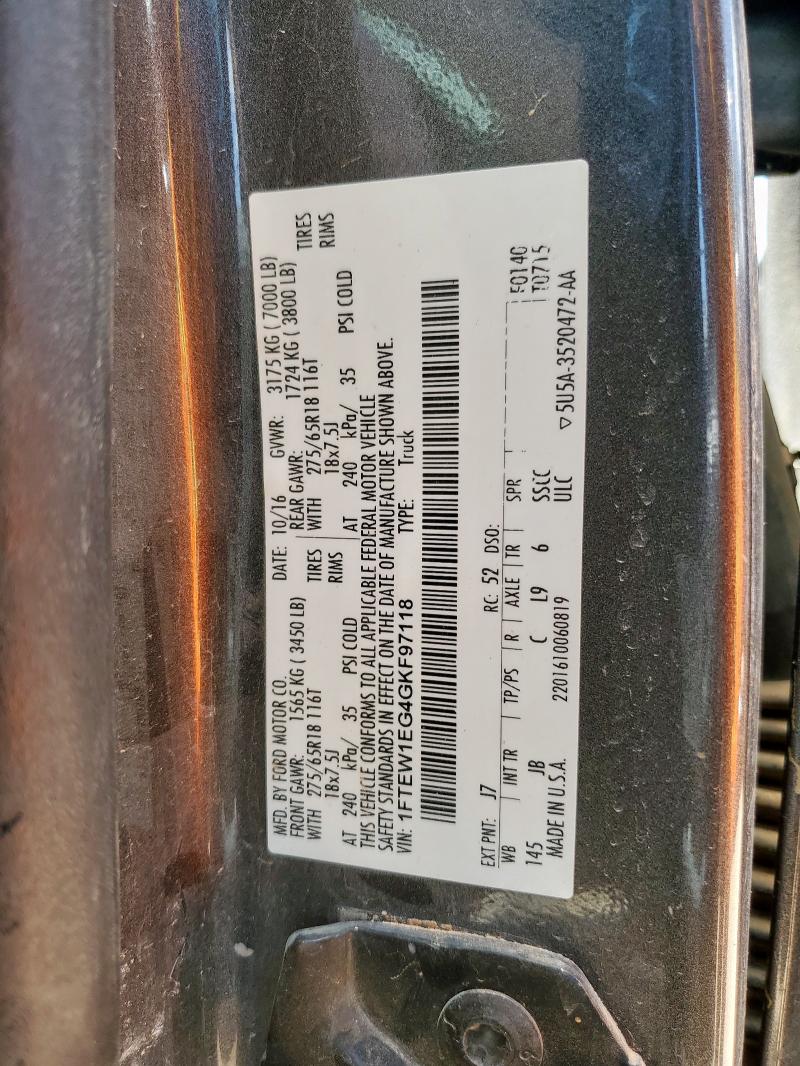 MFD. BY FORD MOTOR CO. DATE: 10/16 GVWR: 3175 KG ( 7000 LB)
FRONT GAWR: 1565 KG ( 3450 LB) REAR GAWR: 1724 KG ( 3800 LB)
WITH 275/65R18 116T TIRES WITH 275/65R18 116T TIRES
18x7.5J RIMS 18x7.5J RIMS
AT 240 kPa/ 35 PSI COLD AT 240 kPa/ 35 PSI COLD
THIS VEHICLE CONFORMS TO ALL APPLICABLE FEDERAL MOTOR VEHICLE
SAFETY STANDARDS IN EFFECT ON THE DATE OF MANUFACTURE SHOWN ABOVE.
VIN: 1FTEW1EG4GKF97118 TYPE: Truck
EXT PNT: J7 RC: 52 DSO:
WB INT TR TP/PS R AXLE TR SPR F0140
145 JB C L9 6 SSCC T0715
MADE IN U.S.A. 2201610060819 ULC ▽5U5A-3520472-AA